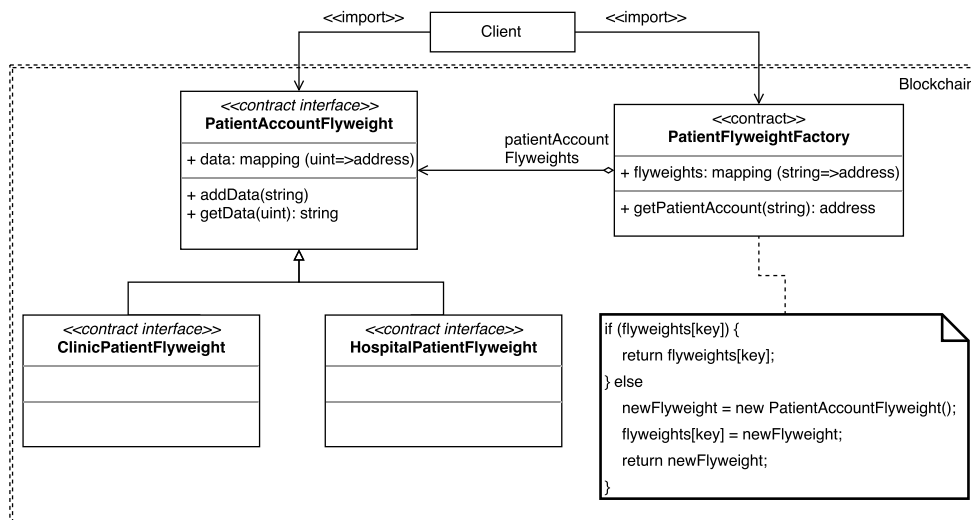 <<import>>
<<import>>
Client
Blockchain
<<contract interface>>
PatientAccountFlyweight
+ data: mapping (uint=>address)
+ addData(string)
+ getData(uint): string
patientAccount
Flyweights
<<contract>>
PatientFlyweightFactory
+ flyweights: mapping (string=>address)
+ getPatientAccount(string): address
<<contract interface>>
ClinicPatientFlyweight
<<contract interface>>
HospitalPatientFlyweight
if (flyweights[key]) {
return flyweights[key];
} else
newFlyweight = new PatientAccountFlyweight();
flyweights[key] = newFlyweight;
return newFlyweight;
}